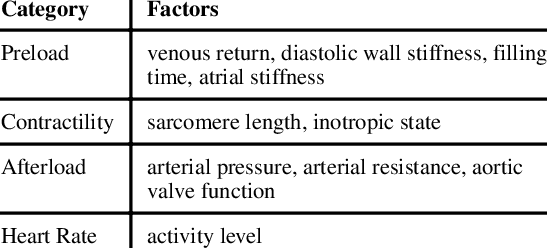 Category Factors
Preload venous return, diastolic wall stiffness, filling
time, atrial stiffness
Contractility sarcomere length, inotropic state
Afterload arterial pressure, arterial resistance, aortic
valve function
Heart Rate activity level